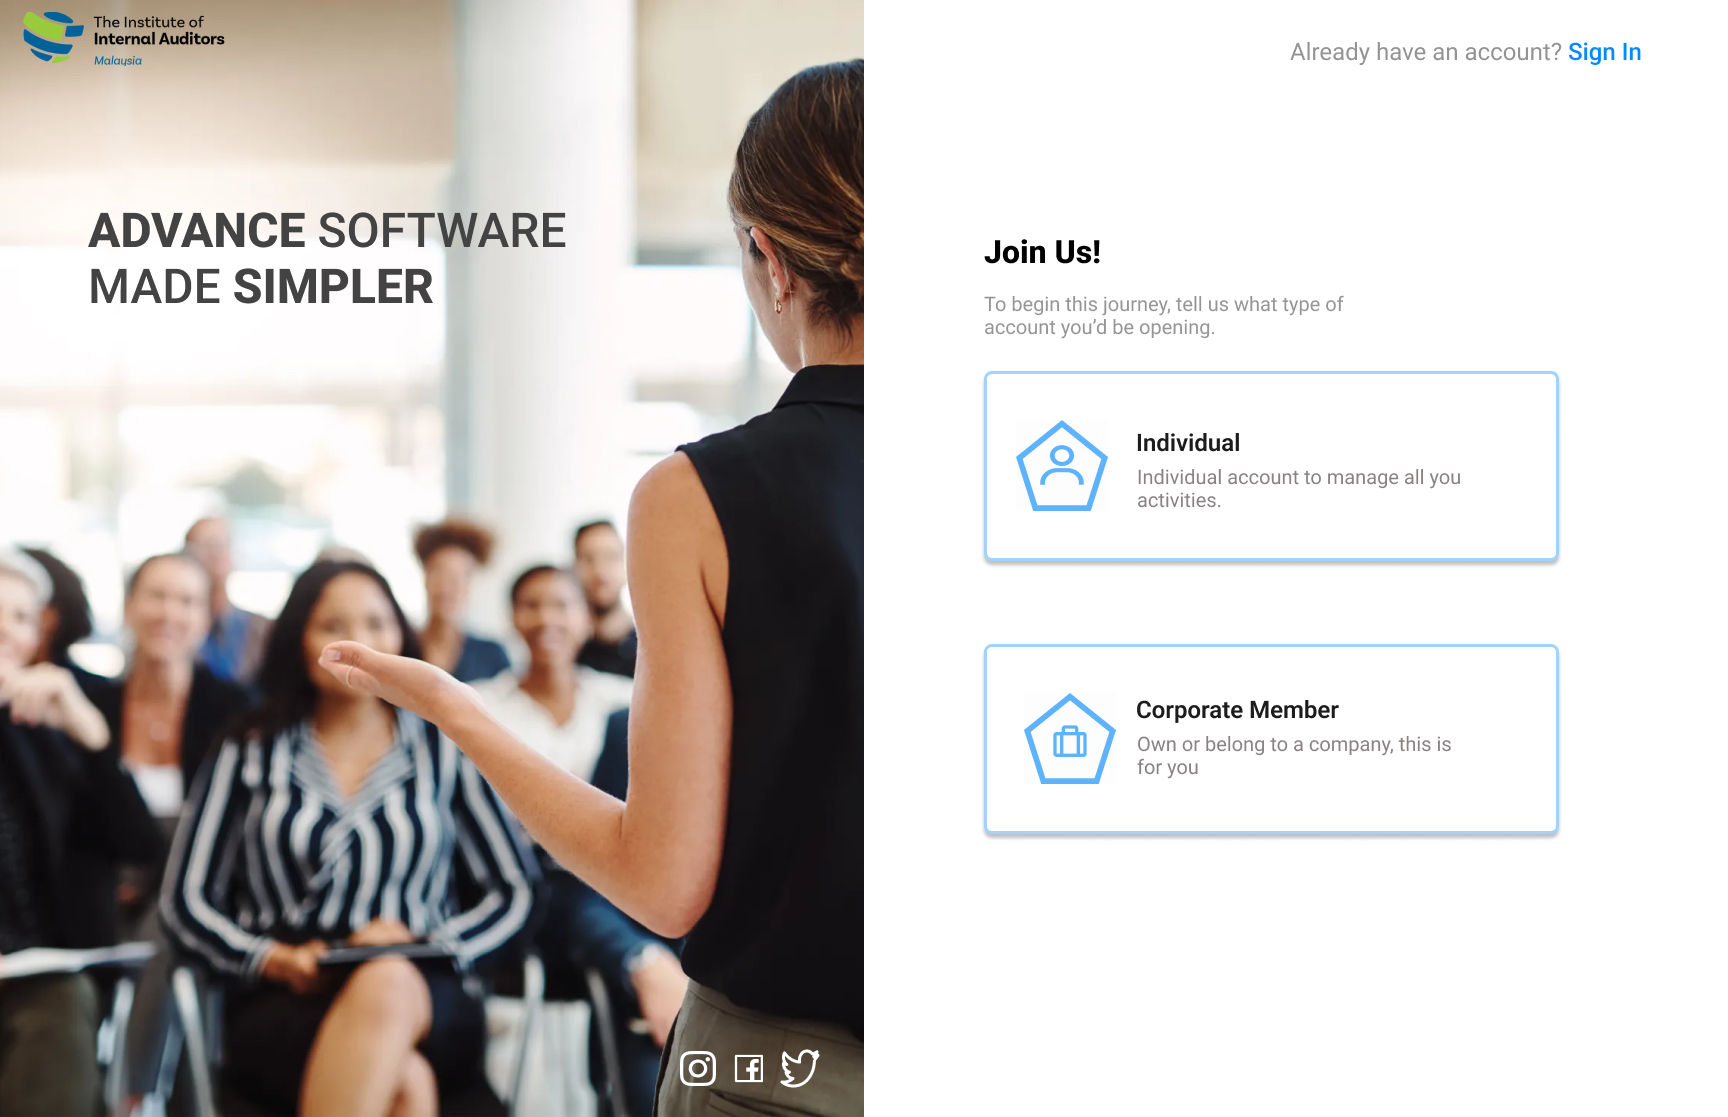 The Institute of
Internal Auditors
Malaysia
ADVANCE SOFTWARE
MADE SIMPLER
Already have an account? Sign In
Join Us!
To begin this journey, tell us what type of
account you’d be opening.
Individual
Individual account to manage all you
activities.
Corporate Member
Own or belong to a company, this is
for you